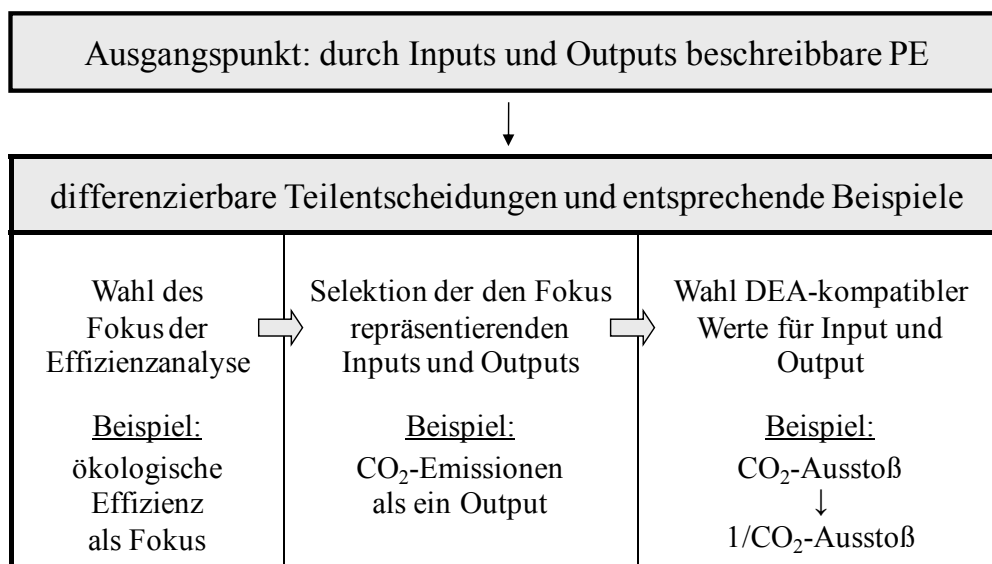 Ausgangspunkt: durch Inputs und Outputs beschreibbare PE
differenzierbare Teilentscheidungen und entsprechende Beispiele
Wahl des
Fokus der
Effizienzanalyse
Beispiel:
ökologische
Effizienz
als Fokus
Selektion der den Fokus
repräsentierenden
Inputs und Outputs
Beispiel:
CO₂-Emissionen
als ein Output
Wahl DEA-kompatibler
Werte für Input und
Output
Beispiel:
CO₂-Ausstoß
↓
1/CO₂-Ausstoß